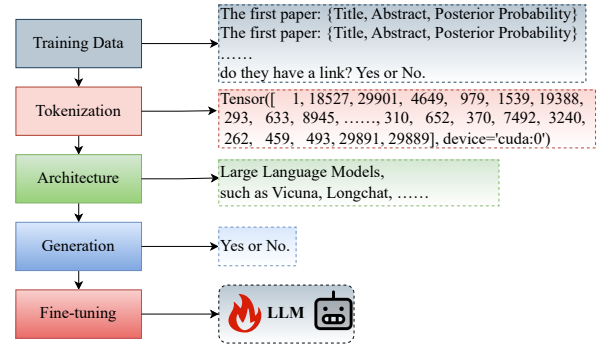 Training Data
The first paper: {Title, Abstract, Posterior Probability}
The first paper: {Title, Abstract, Posterior Probability}
……
do they have a link? Yes or No.
Tokenization
Tensor([ 1, 18527, 29901, 4649, 979, 1539, 19388,
293, 633, 8945, ……, 310, 652, 370, 7492, 3240,
262, 459, 493, 29891, 29889], device='cuda:0')
Architecture
Large Language Models,
such as Vicuna, Longchat, ……
Generation
Yes or No.
Fine-tuning
LLM